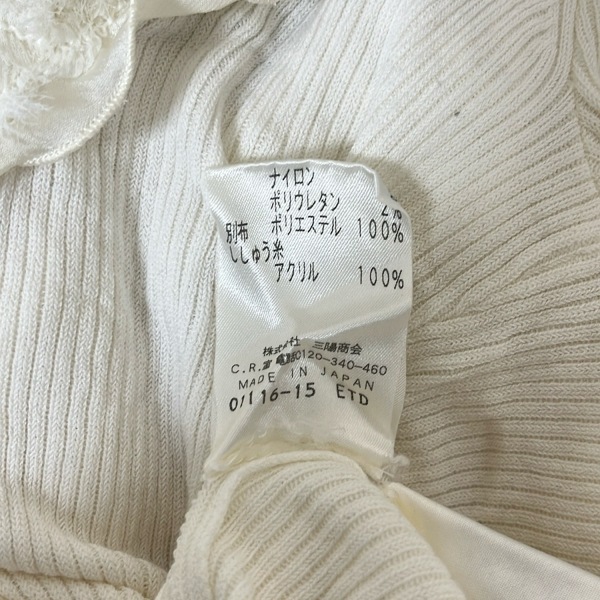 ナイロン
ポリウレタン 2%
別布 ポリエステル 100%
ししゅう糸
アクリル 100%
株式会社 三陽商会
C.R.室 電話0120-340-460
MADE IN JAPAN
16-15 ETD